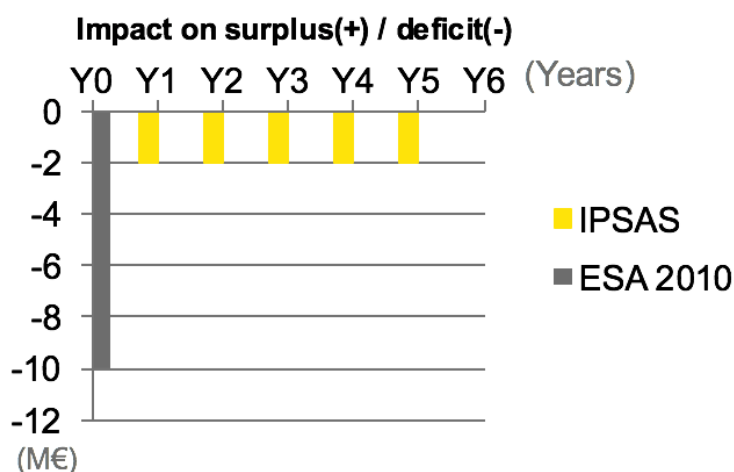 Impact on surplus(+) / deficit(-)
Y0 Y1 Y2 Y3 Y4 Y5 Y6 (Years)
0
-2
-4
IPSAS
-6
ESA 2010
-8
-10
-12
(M€)